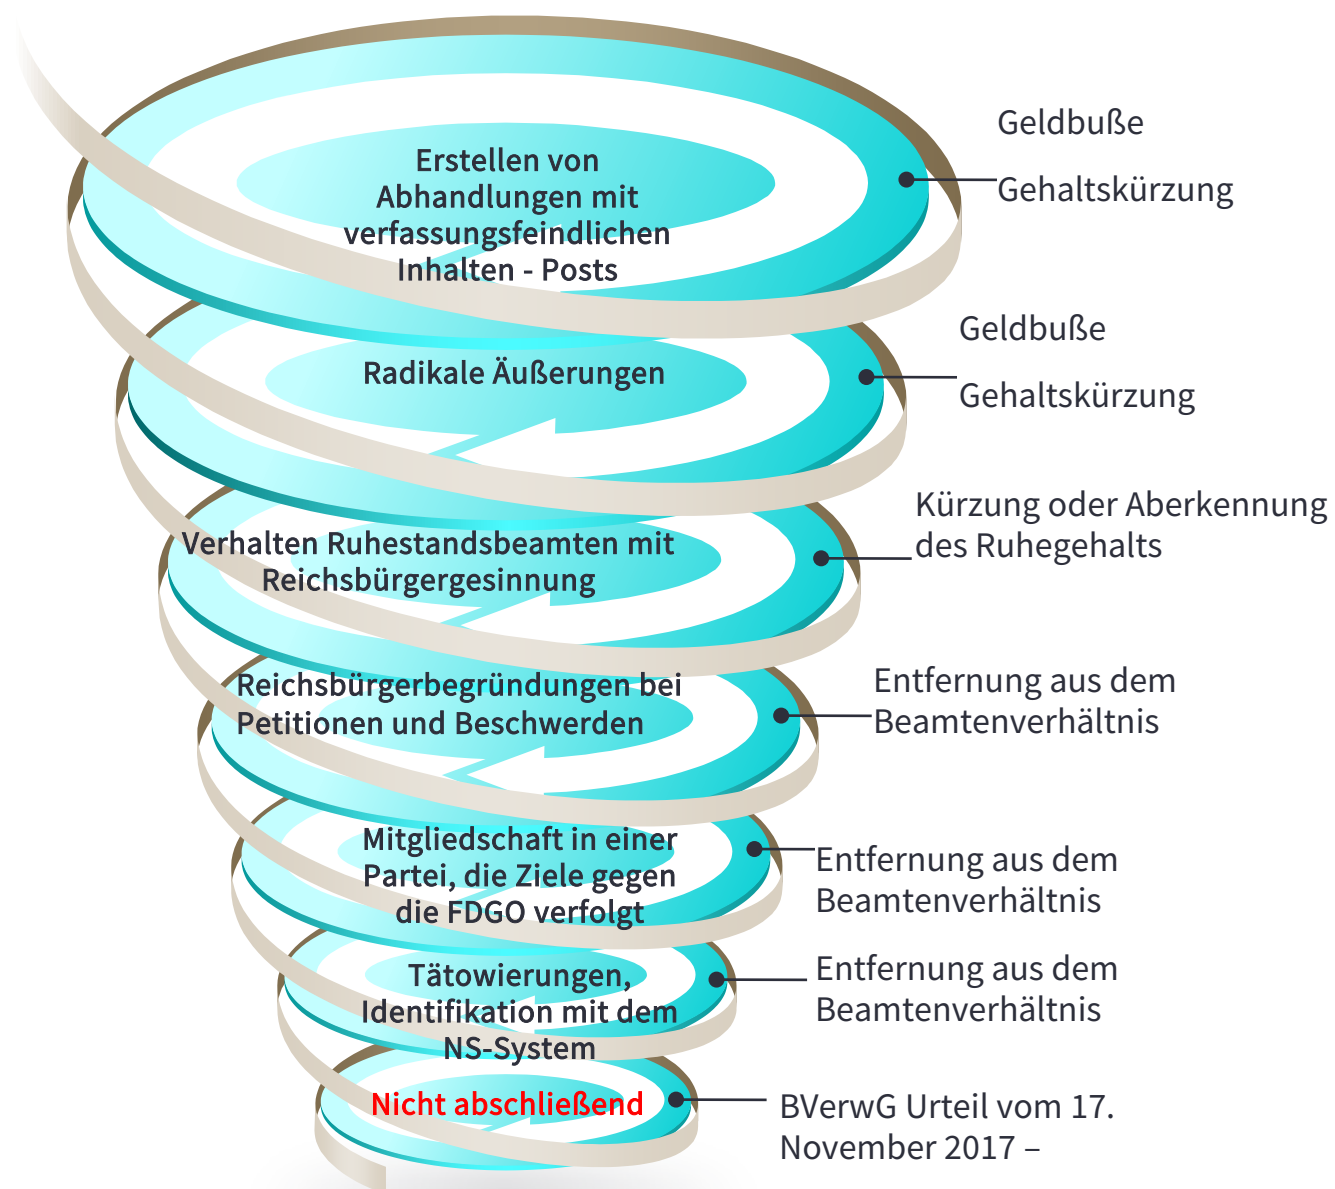 Erstellen von
Abhandlungen mit
verfassungsfeindlichen
Inhalten - Posts
Geldbuße
Gehaltskürzung
Radikale Äußerungen
Geldbuße
Gehaltskürzung
Verhalten Ruhestandsbeamten mit
Reichsbürgergesinnung
Kürzung oder Aberkennung
des Ruhegehalts
Reichsbürgerbegründungen bei
Petitionen und Beschwerden
Entfernung aus dem
Beamtenverhältnis
Mitgliedschaft in einer
Partei, die Ziele gegen
die FDGO verfolgt
Entfernung aus dem
Beamtenverhältnis
Tätowierungen,
Identifikation mit dem
NS-System
Entfernung aus dem
Beamtenverhältnis
Nicht abschließend
BVerwG Urteil vom 17.
November 2017 –